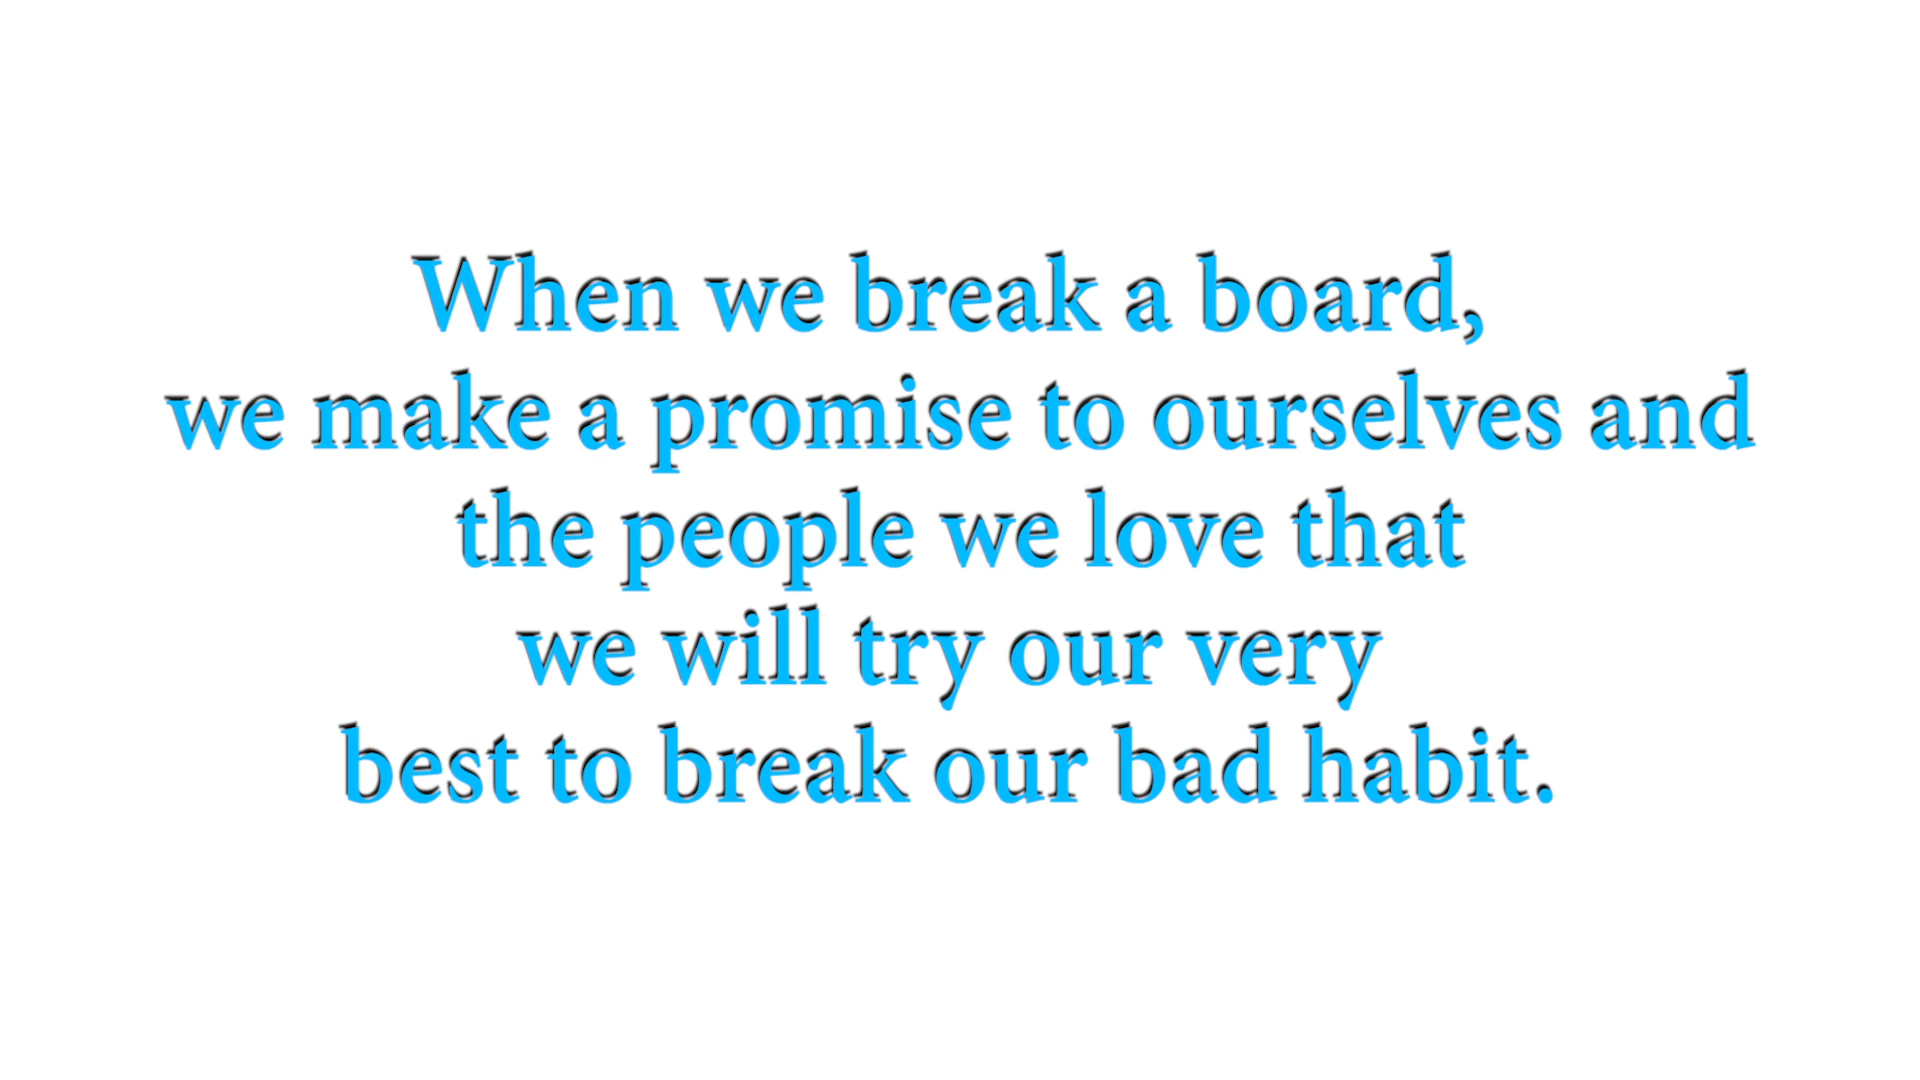 When we break a board,
we make a promise to ourselves and
the people we love that
we will try our very
best to break our bad habit.